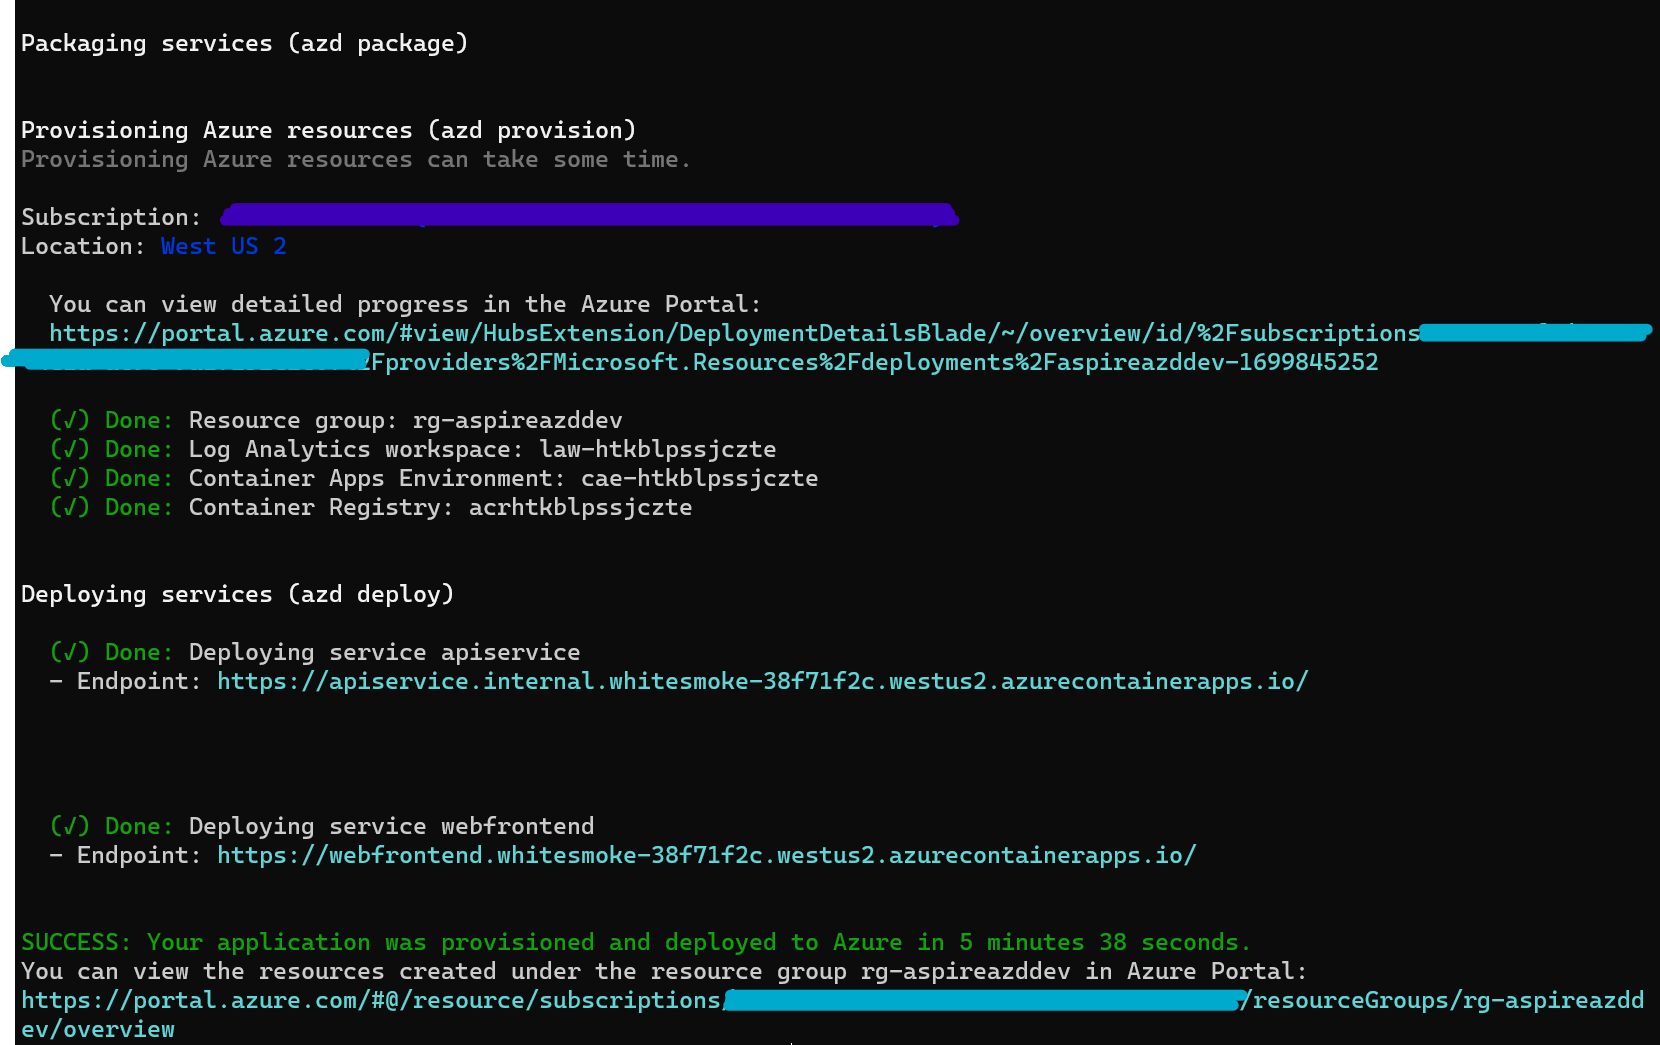 Packaging services (azd package)
Provisioning Azure resources (azd provision)
Provisioning Azure resources can take some time.
Subscription:
Location: West US 2
You can view detailed progress in the Azure Portal:
https://portal.azure.com/#view/HubsExtension/DeploymentDetailsBlade/~/overview/id/%2Fsubscriptions
Fproviders%2FMicrosoft.Resources%2Fdeployments%2Faspireazddev-1699845252
(√) Done: Resource group: rg-aspireazddev
(√) Done: Log Analytics workspace: law-htkblpssjczte
(√) Done: Container Apps Environment: cae-htkblpssjczte
(√) Done: Container Registry: acrhtkblpssjczte
Deploying services (azd deploy)
(√) Done: Deploying service apiservice
- Endpoint: https://apiservice.internal.whitesmoke-38f71f2c.westus2.azurecontainerapps.io/
(√) Done: Deploying service webfrontend
- Endpoint: https://webfrontend.whitesmoke-38f71f2c.westus2.azurecontainerapps.io/
SUCCESS: Your application was provisioned and deployed to Azure in 5 minutes 38 seconds.
You can view the resources created under the resource group rg-aspireazddev in Azure Portal:
https://portal.azure.com/#@/resource/subscriptions/ /resourceGroups/rg-aspireazdd
ev/overview